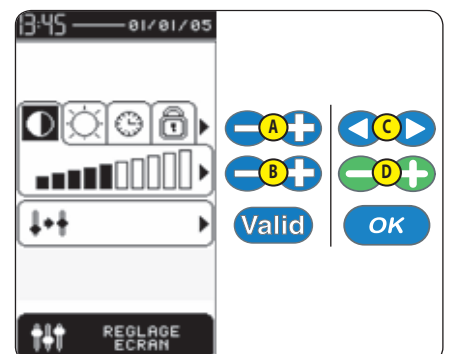 13:45 01/01/05
A C
B D
Valid OK
REGLAGE
ECRAN